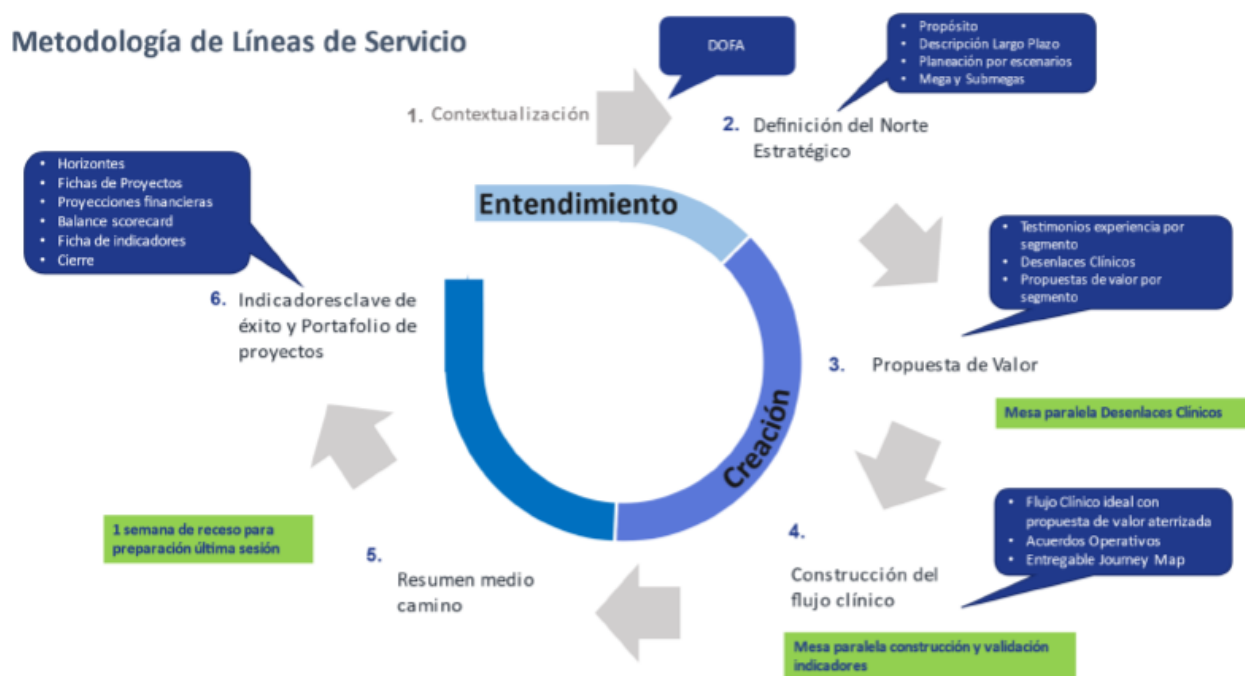 Metodología de Líneas de Servicio
DOFA
• Propósito
• Descripción Largo Plazo
• Planeación por escenarios
• Mega y Submegas
1. Contextualización
2. Definición del Norte
Estratégico
• Horizontes
• Fichas de Proyectos
• Proyecciones financieras
• Balance scorecard
• Ficha de indicadores
• Cierre
Entendimiento
• Testimonios experiencia por
segmento
• Desenlaces Clínicos
• Propuestas de valor por
segmento
6. Indicadoresclave de
éxito y Portafolio de
proyectos
3. Propuesta de Valor
Creación
Mesa paralela Desenlaces Clínicos
• Flujo Clínico ideal con
propuesta de valor aterrizada
• Acuerdos Operativos
• Entregable Journey Map
4.
Construcción del
flujo clínico
Mesa paralela construcción y validación
indicadores
5.
Resumen medio
camino
1 semana de receso para
preparación última sesión